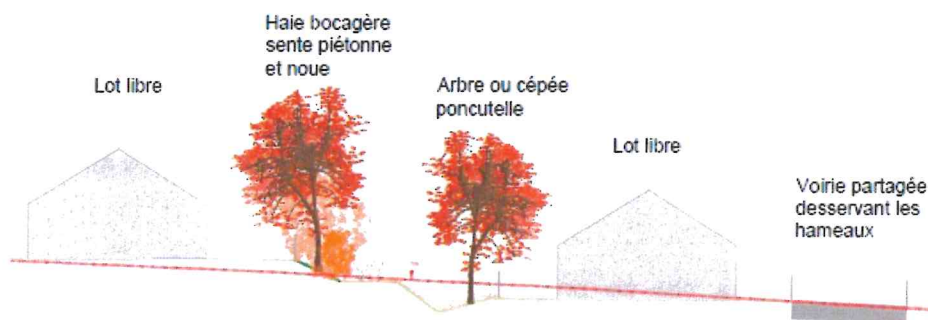 Haie bocagère
sente piétonne
et noue
Lot libre
Arbre ou cépée
poncutelle
Lot libre
Voirie partagée
desservant les
hameaux